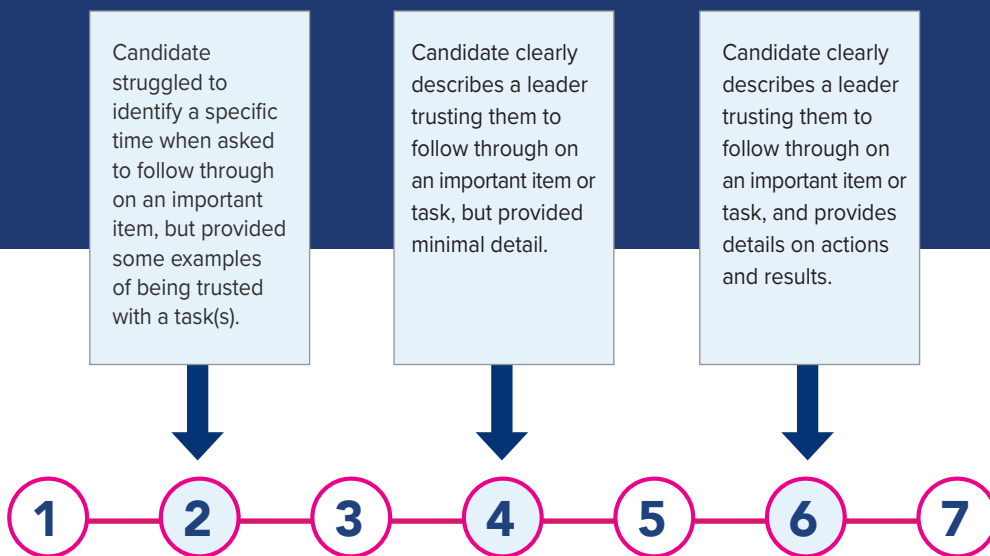 Candidate
struggled to
identify a specific
time when asked
to follow through
on an important
item, but provided
some examples
of being trusted
with a task(s).
Candidate clearly
describes a leader
trusting them to
follow through on
an important item or
task, but provided
minimal detail.
Candidate clearly
describes a leader
trusting them to
follow through on
an important item or
task, and provides
details on actions
and results.
1 2 3 4 5 6 7